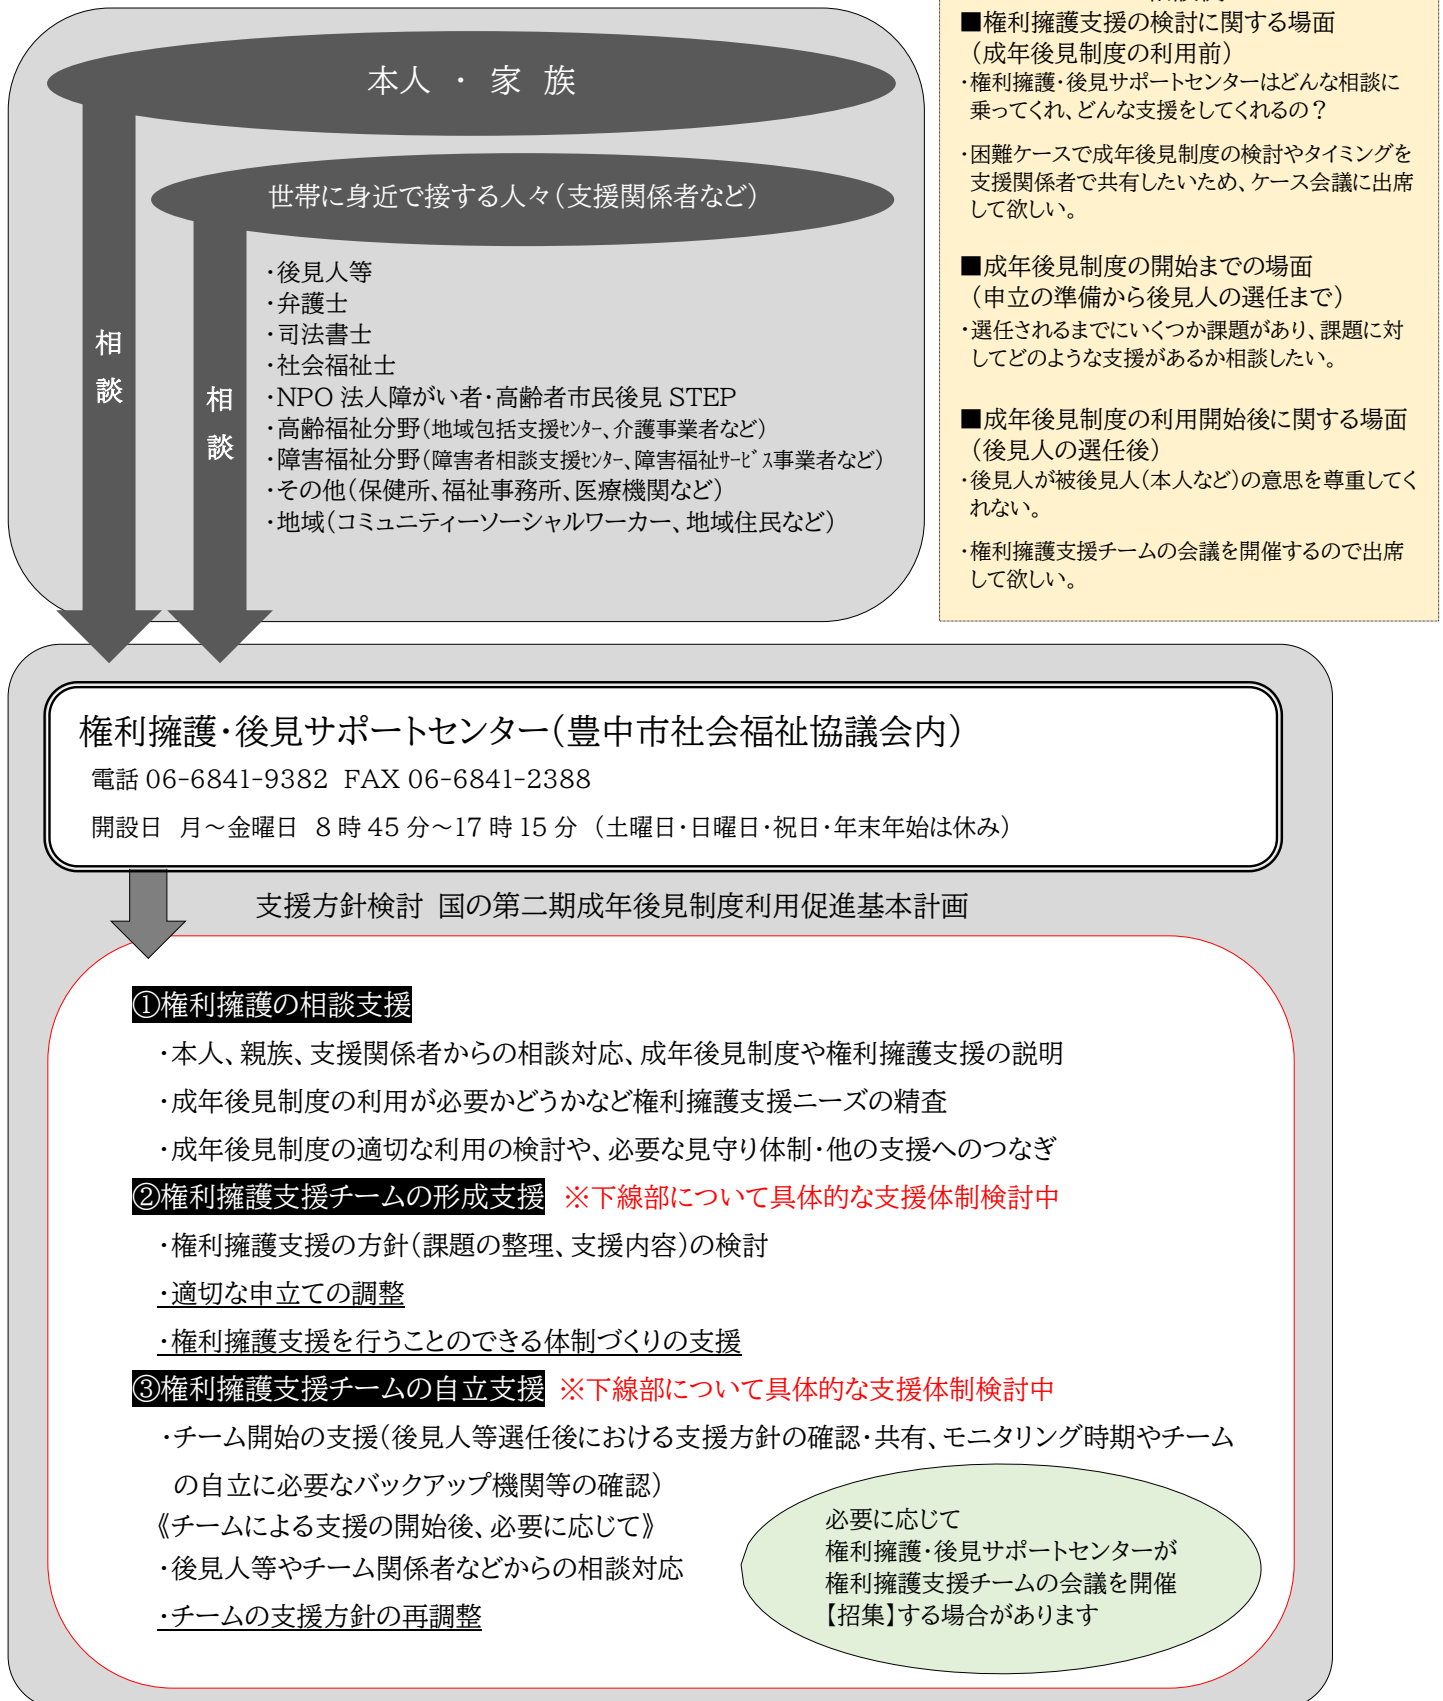 本人 ・ 家 族
世帯に身近で接する人々（支援関係者など）
・後見人等
・弁護士
・司法書士
・社会福祉士
・NPO 法人障がい者・高齢者市民後見 STEP
・高齢福祉分野（地域包括支援ｾﾝﾀｰ、介護事業者など）
・障害福祉分野（障害者相談支援ｾﾝﾀｰ、障害福祉ｻｰﾋﾞｽ事業者など）
・その他（保健所、福祉事務所、医療機関など）
・地域（コミュニティーソーシャルワーカー、地域住民など）
相談
相談
■権利擁護支援の検討に関する場面
（成年後見制度の利用前）
・権利擁護・後見サポートセンターはどんな相談に
乗ってくれ、どんな支援をしてくれるの？
・困難ケースで成年後見制度の検討やタイミングを
支援関係者で共有したいため、ケース会議に出席
して欲しい。
■成年後見制度の開始までの場面
（申立の準備から後見人の選任まで）
・選任されるまでにいくつか課題があり、課題に対
してどのような支援があるか相談したい。
■成年後見制度の利用開始後に関する場面
（後見人の選任後）
・後見人が被後見人（本人など）の意思を尊重してく
れない。
・権利擁護支援チームの会議を開催するので出席
して欲しい。
権利擁護・後見サポートセンター（豊中市社会福祉協議会内）
電話 06-6841-9382 FAX 06-6841-2388
開設日 月～金曜日 8 時 45 分～17 時 15 分 （土曜日・日曜日・祝日・年末年始は休み）
支援方針検討 国の第二期成年後見制度利用促進基本計画
①権利擁護の相談支援
・本人、親族、支援関係者からの相談対応、成年後見制度や権利擁護支援の説明
・成年後見制度の利用が必要かどうかなど権利擁護支援ニーズの精査
・成年後見制度の適切な利用の検討や、必要な見守り体制・他の支援へのつなぎ
②権利擁護支援チームの形成支援 ※下線部について具体的な支援体制検討中
・権利擁護支援の方針（課題の整理、支援内容）の検討
・適切な申立ての調整
・権利擁護支援を行うことのできる体制づくりの支援
③権利擁護支援チームの自立支援 ※下線部について具体的な支援体制検討中
・チーム開始の支援（後見人等選任後における支援方針の確認・共有、モニタリング時期やチーム
の自立に必要なバックアップ機関等の確認）
《チームによる支援の開始後、必要に応じて》
・後見人等やチーム関係者などからの相談対応
・チームの支援方針の再調整
必要に応じて
権利擁護・後見サポートセンターが
権利擁護支援チームの会議を開催
【招集】する場合があります